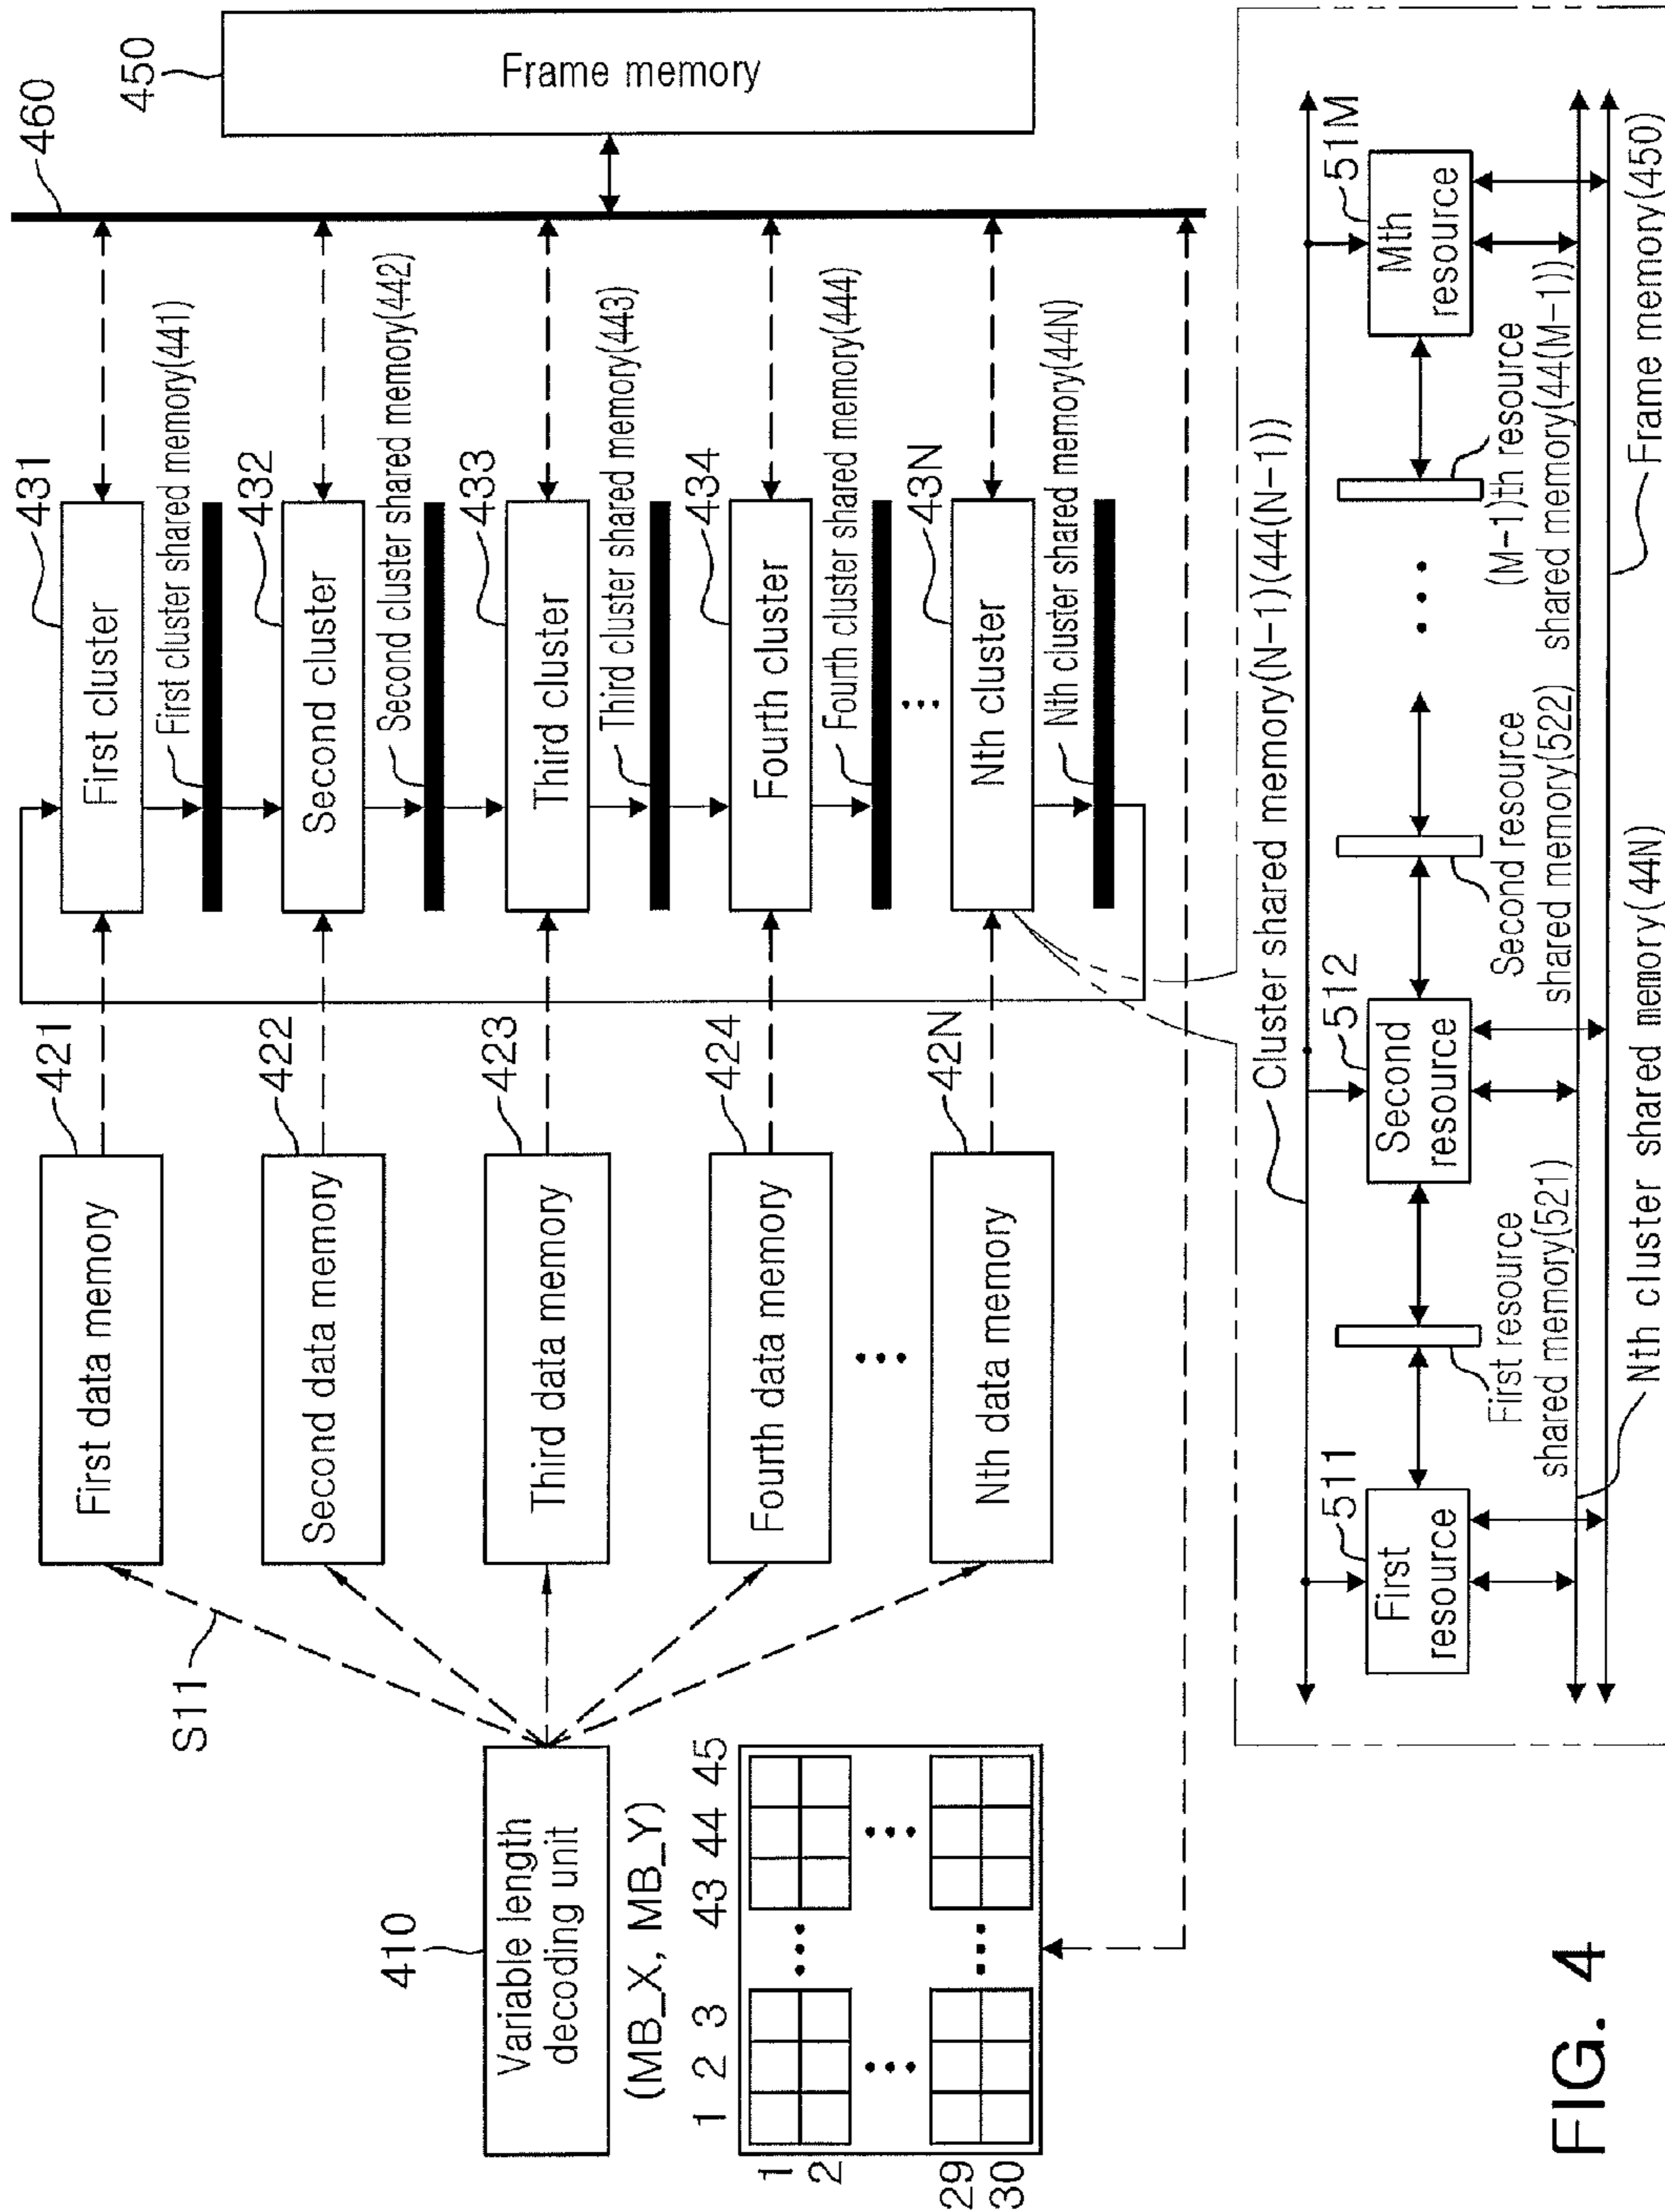 410
Variable length
decoding unit
(MB_X, MB_Y)
1 2 3 43 44 45
1
2
29
30
S11
421
First data memory
422
Second data memory
423
Third data memory
424
Fourth data memory
42N
Nth data memory
431
First cluster
First cluster shared memory(441)
432
Second cluster
Second cluster shared memory(442)
433
Third cluster
Third cluster shared memory(443)
434
Fourth cluster
Fourth cluster shared memory(444)
43N
Nth cluster
Nth cluster shared memory(44N)
460
450
Frame memory
Cluster shared memory(N-1)(44(N-1))
511
First
resource
First resource
shared memory(521)
512
Second
resource
Second resource
shared memory(522)
(M-1)th resource
shared memory(44(M-1))
51M
Mth
resource
Nth cluster shared memory(44N)
Frame memory(450)
FIG. 4